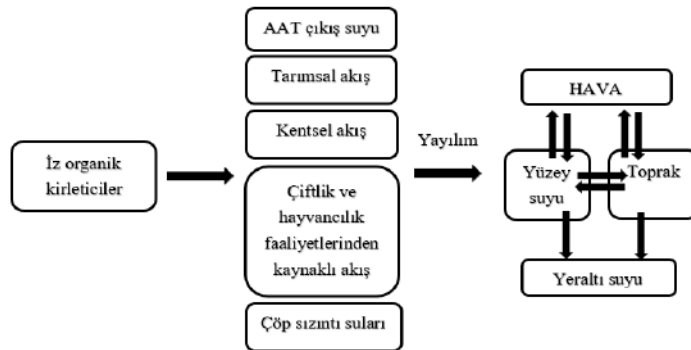 İz organik
kirleticiler
AAT çıkış suyu
Tarımsal akış
Kentsel akış
Çiftlik ve
hayvancılık
faaliyetlerinden
kaynaklı akış
Çöp sızıntı suları
Yayılım
HAVA
Yüzey
suyu
Toprak
Yeraltı suyu